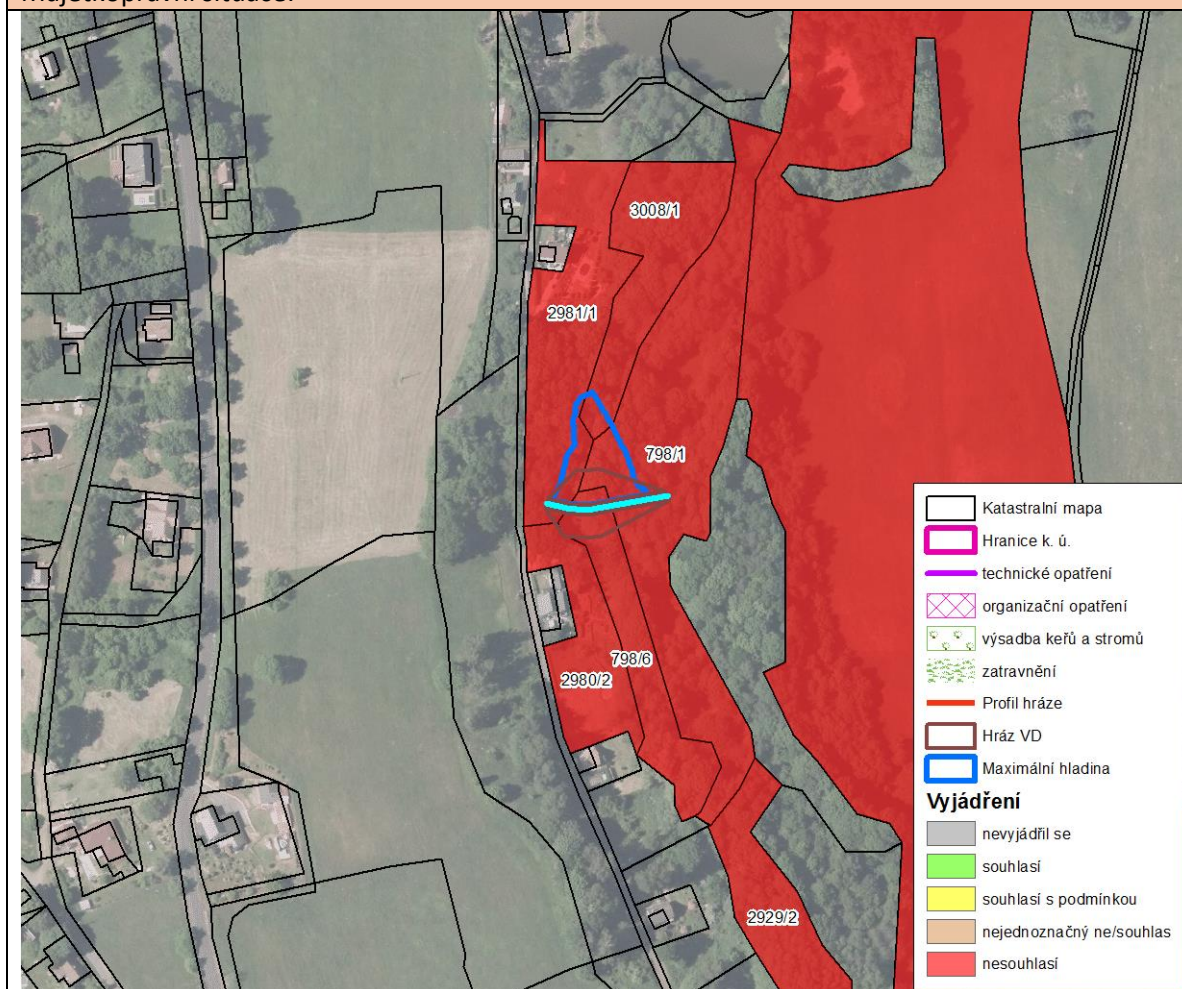 majetkoprávní situace:
3008/1
2981/1
798/1
798/6
2980/2
2929/2
Katastralní mapa
Hranice k. ú.
technické opatření
organizační opatření
výsadba keřů a stromů
zatravnění
Profil hráze
Hráz VD
Maximální hladina
Vyjádření
nevyjádřil se
souhlasí
souhlasí s podmínkou
nejednoznačný ne/souhlas
nesouhlasí